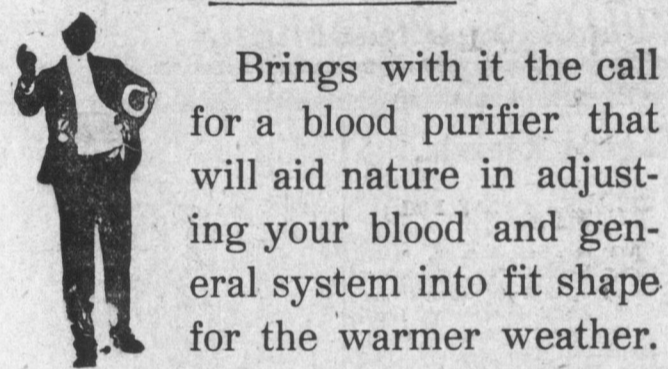 Brings with it the call
for a blood purifier that
will aid nature in adjust-
ing your blood and gen-
eral system into fit shape
for the warmer weather.